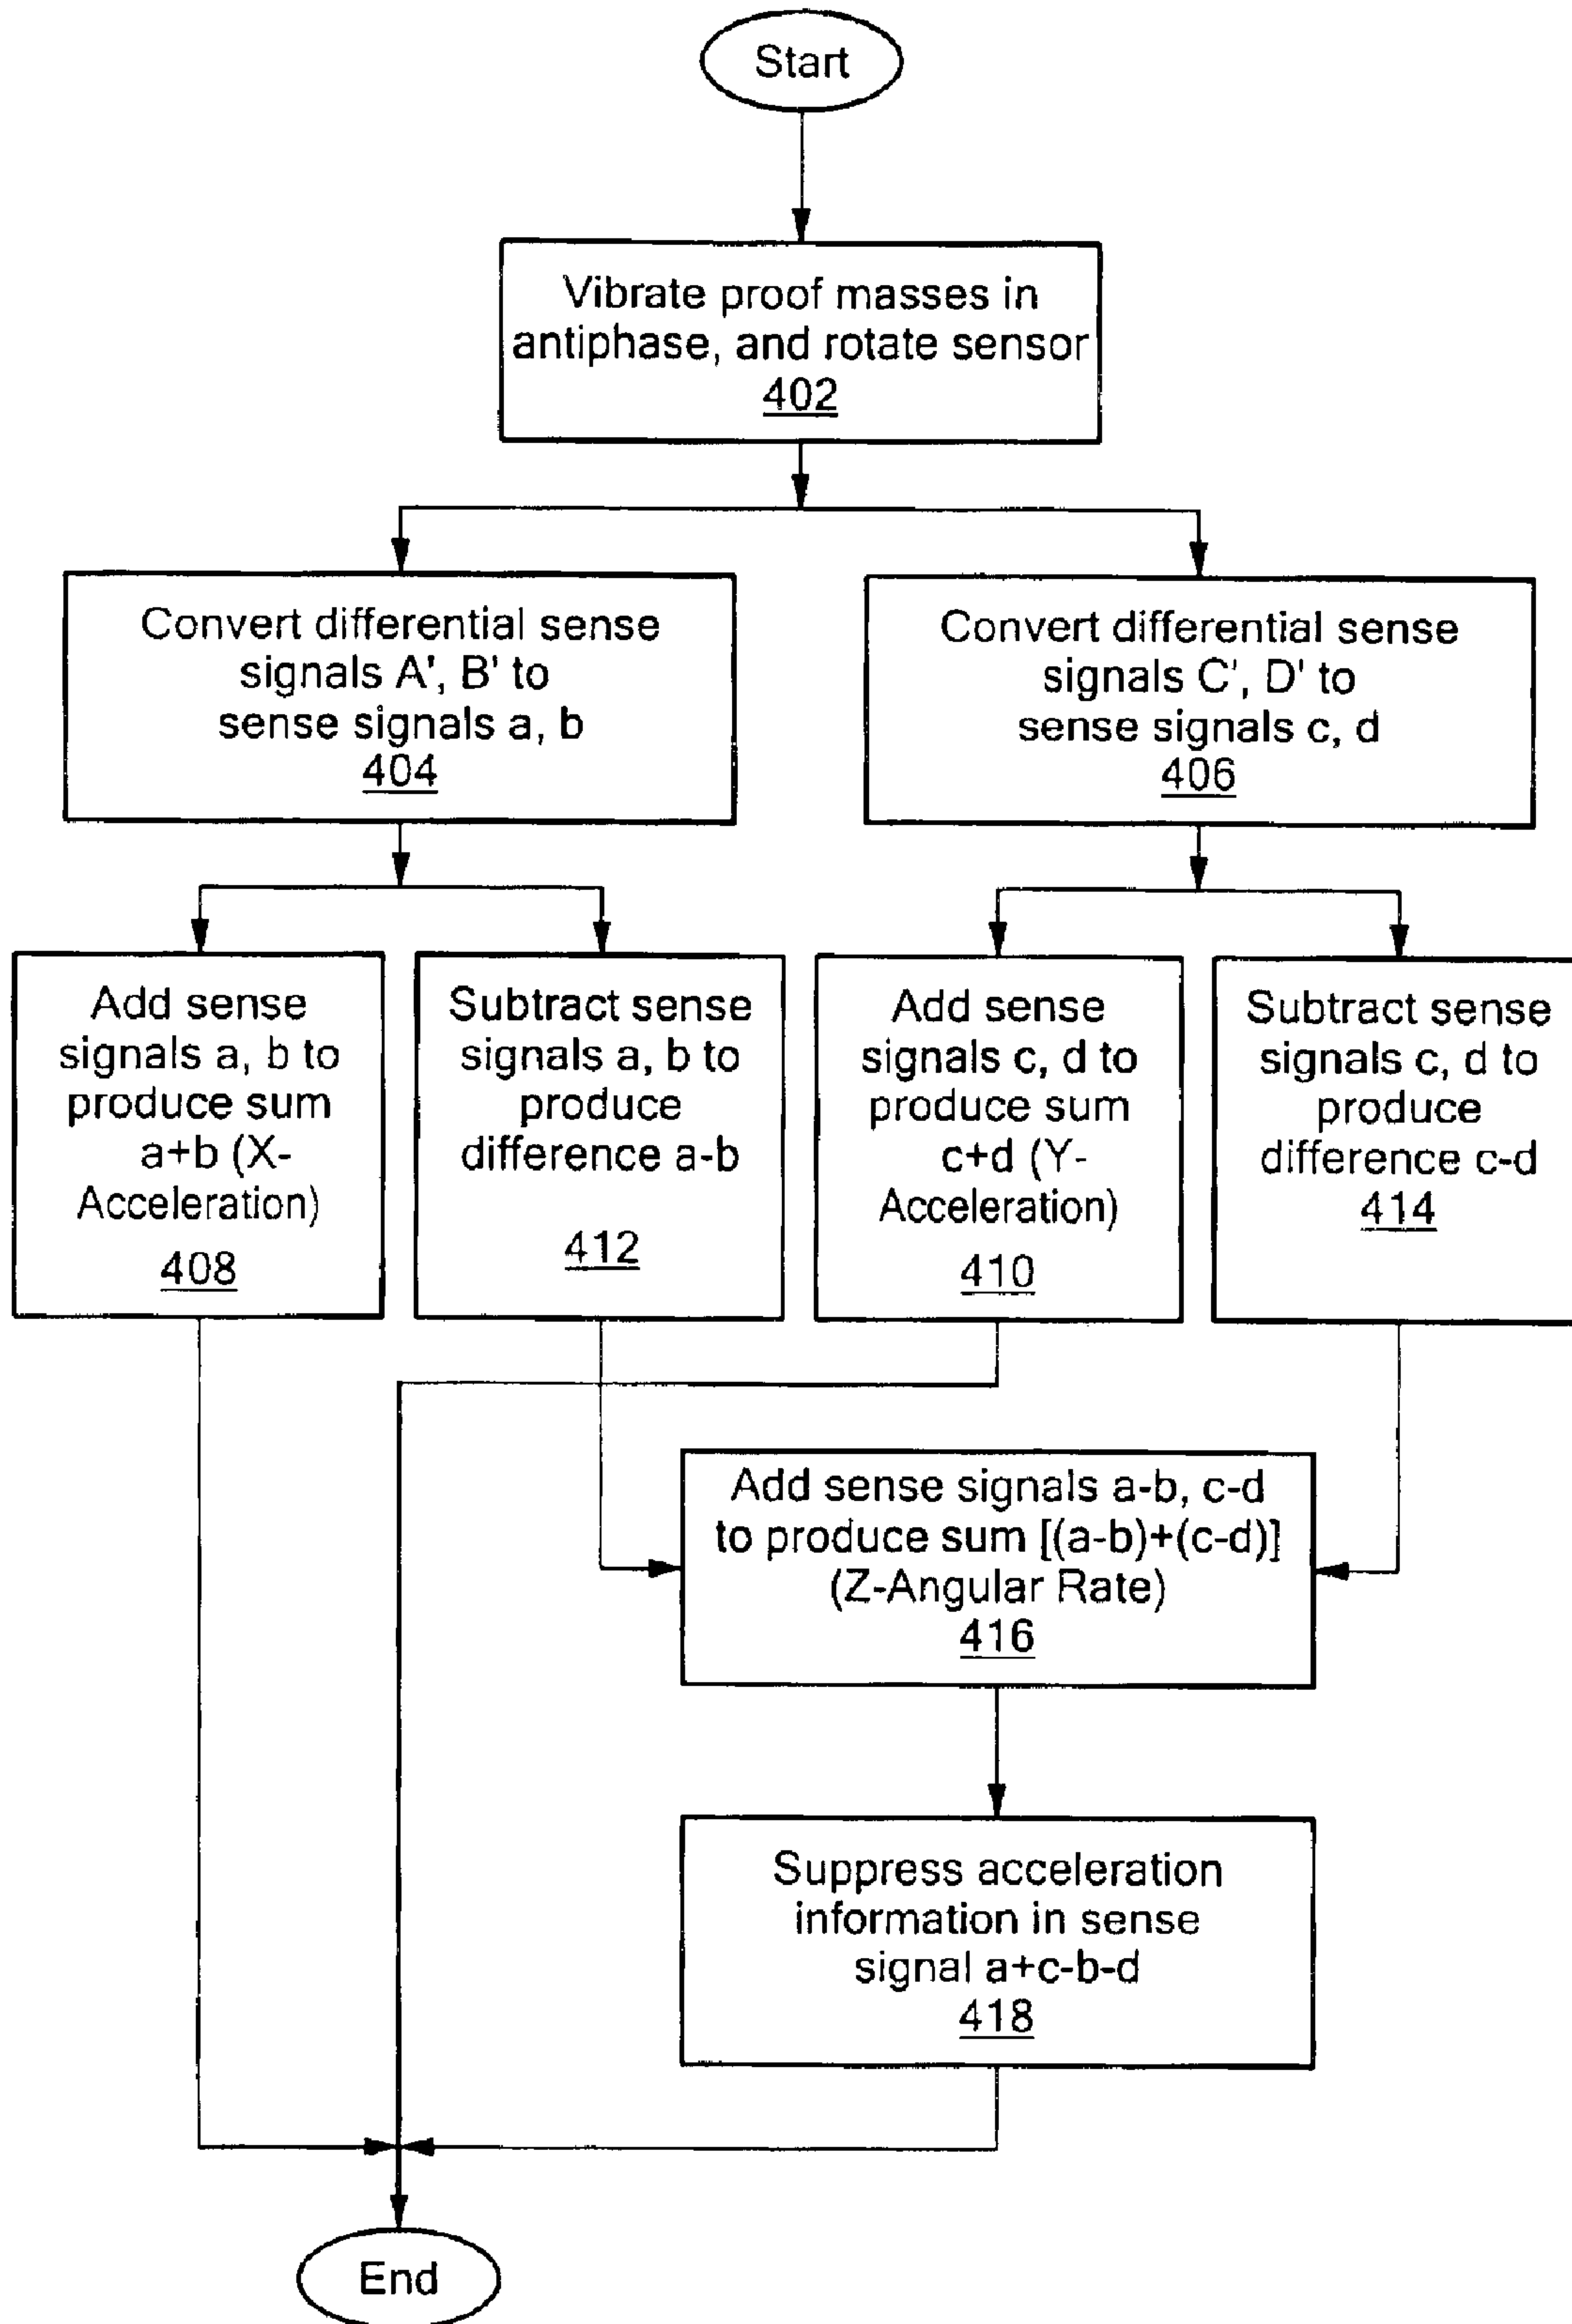 Start
Vibrate proof masses in
antiphase, and rotate sensor
402
Convert differential sense
signals A', B' to
sense signals a, b
404
Convert differential sense
signals C', D' to
sense signals c, d
406
Add sense
signals a, b to
produce sum
a+b (X-
Acceleration)
408
Subtract sense
signals a, b to
produce
difference a-b
412
Add sense
signals c, d to
produce sum
c+d (Y-
Acceleration)
410
Subtract sense
signals c, d to
produce
difference c-d
414
Add sense signals a-b, c-d
to produce sum [(a-b)+(c-d)]
(Z-Angular Rate)
416
Suppress acceleration
information in sense
signal a+c-b-d
418
End